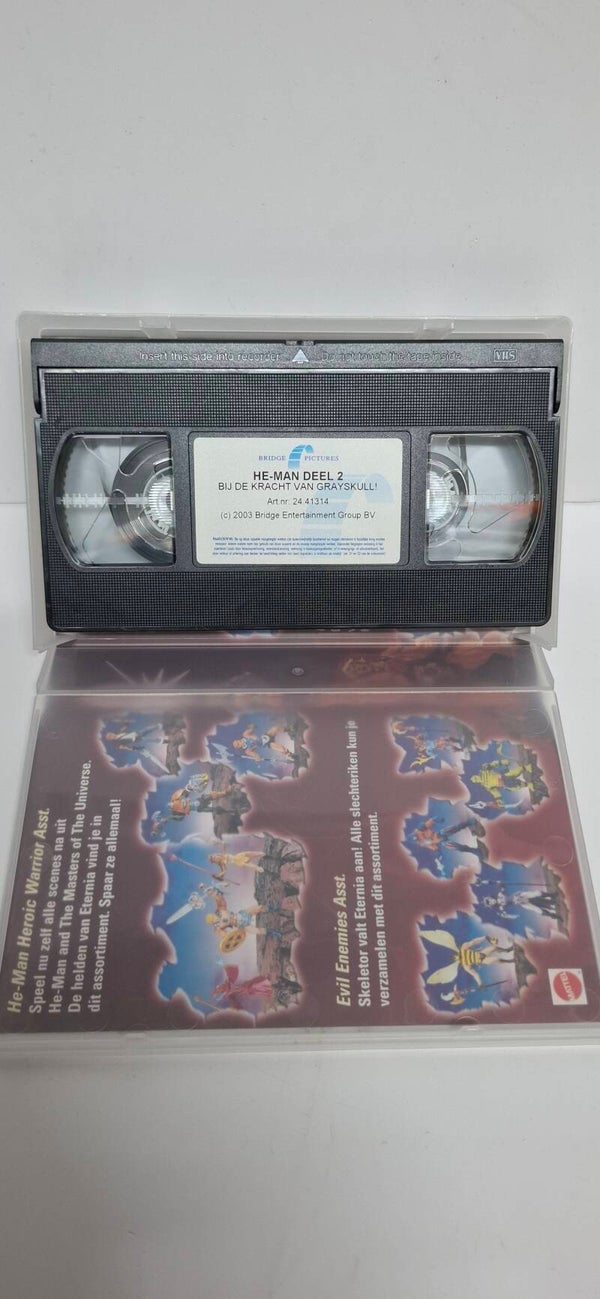 Insert this side into recorder Do not touch the tape inside VHS
BRIDGE PICTURES
HE-MAN DEEL 2
BIJ DE KRACHT VAN GRAYSKULL!
Art nr: 24 41314
(c) 2003 Bridge Entertainment Group BV
He-Man Heroic Warrior Asst.
Speel nu zelf alle scenes na uit
He-Man and The Masters of The Universe.
De helden van Eternia vind je in
dit assortiment. Spaar ze allemaal!
Evil Enemies Asst.
Skeletor valt Eternia aan! Alle slechteriken kun je
verzamelen met dit assortiment.
MATTEL